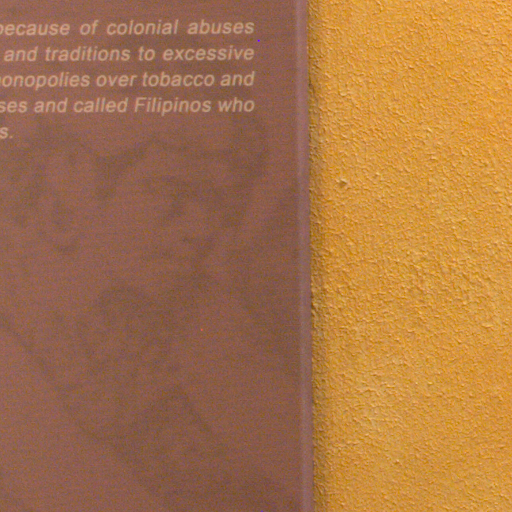 because of colonial abuses
and traditions to excessive
monopolies over tobacco and
ses and called Filipinos who
s.